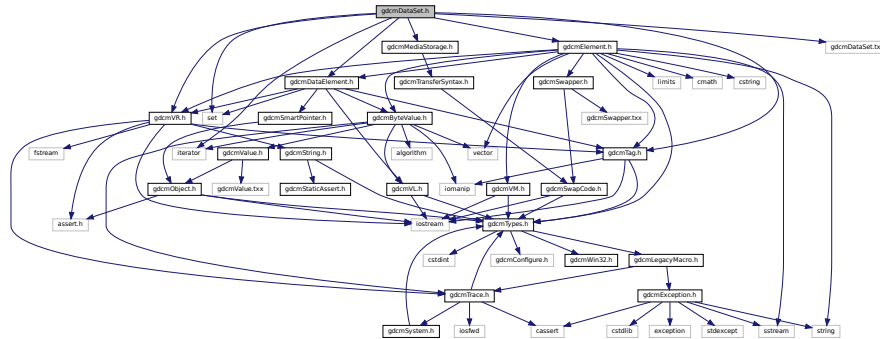 gdcmDataSet.h
gdcmMediaStorage.h
gdcmElement.h
gdcmDataSet.tx
gdcmDataElement.h
gdcmTransferSyntax.h
gdcmSwapper.h
limits
cmath
cstring
gdcmVR.h
set
gdcmSmartPointer.h
gdcmByteValue.h
gdcmSwapper.txx
fstream
iterator
gdcmValue.h
gdcmString.h
algorithm
vector
gdcmTag.h
gdcmObject.h
gdcmValue.txx
gdcmStaticAssert.h
gdcmVL.h
iomanip
gdcmVM.h
gdcmSwapCode.h
assert.h
iostream
gdcmTypes.h
cstdint
gdcmConfigure.h
gdcmWin32.h
gdcmLegacyMacro.h
gdcmTrace.h
gdcmException.h
gdcmSystem.h
iosfwd
cassert
cstdlib
exception
stdexcept
sstream
string